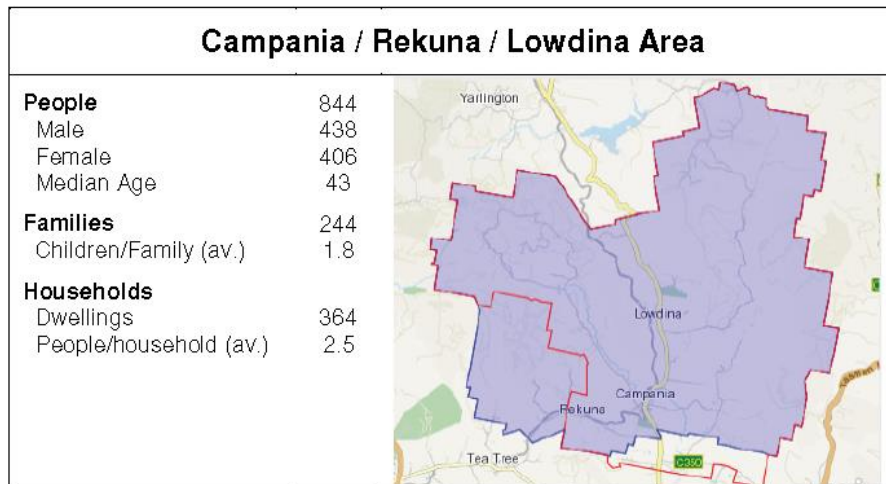 Campania / Rekuna / Lowdina Area
People 844
Male 438
Female 406
Median Age 43
Families 244
Children/Family (av.) 1.8
Households
Dwellings 364
People/household (av.) 2.5
Yarlington
Lowdina
Campania
Rekuna
Tea Tree
C350